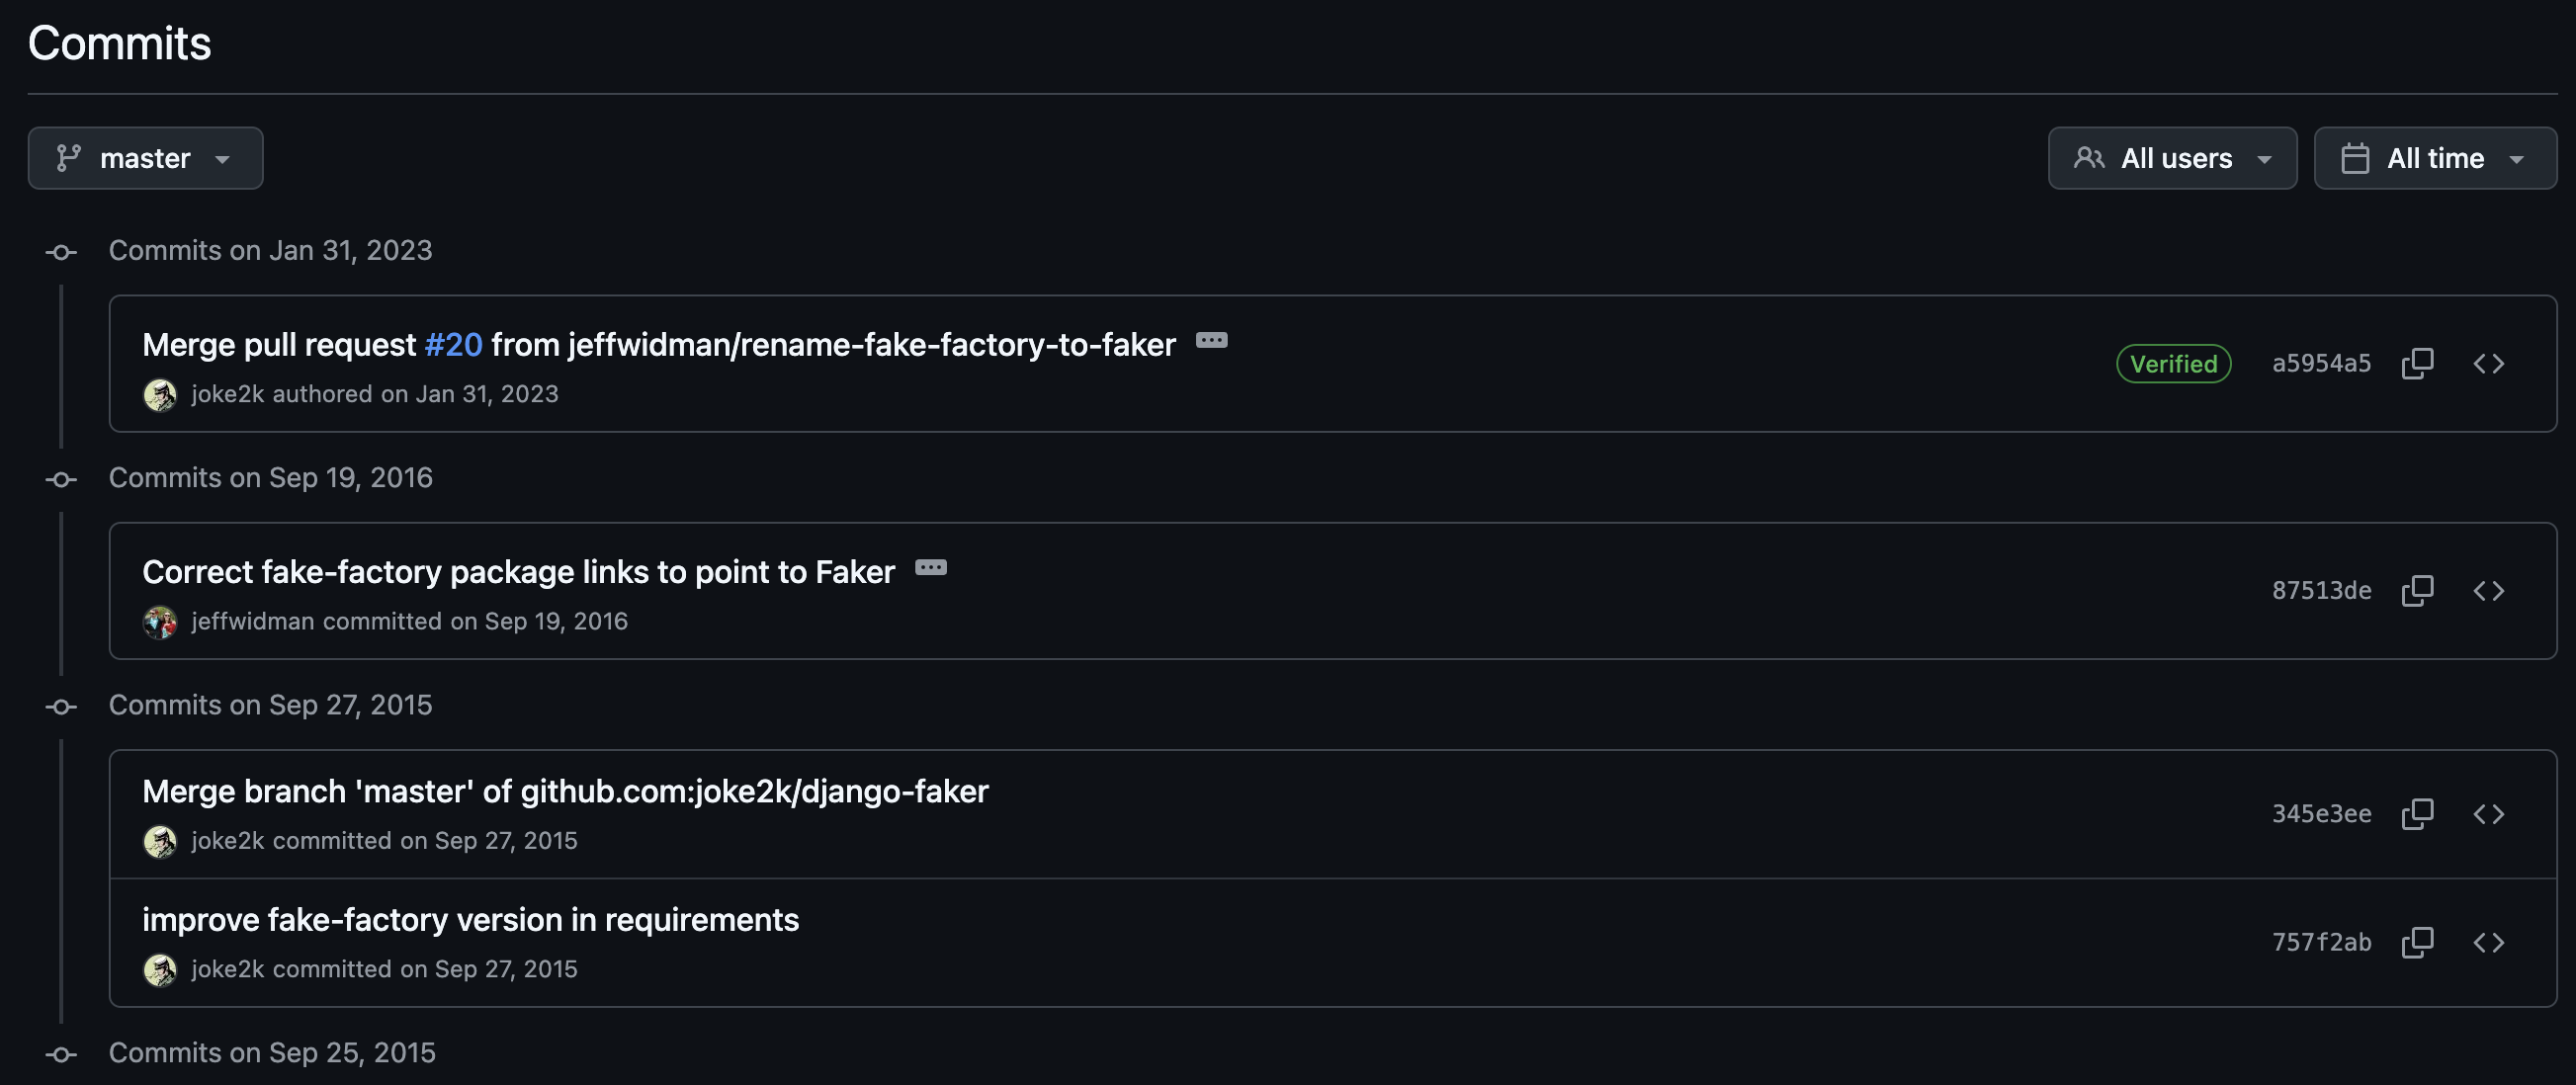 Commits
master
All users
All time
Commits on Jan 31, 2023
Merge pull request #20 from jeffwidman/rename-fake-factory-to-faker
Verified
a5954a5
joke2k authored on Jan 31, 2023
Commits on Sep 19, 2016
Correct fake-factory package links to point to Faker
87513de
jeffwidman committed on Sep 19, 2016
Commits on Sep 27, 2015
Merge branch 'master' of github.com:joke2k/django-faker
345e3ee
joke2k committed on Sep 27, 2015
improve fake-factory version in requirements
757f2ab
joke2k committed on Sep 27, 2015
Commits on Sep 25, 2015